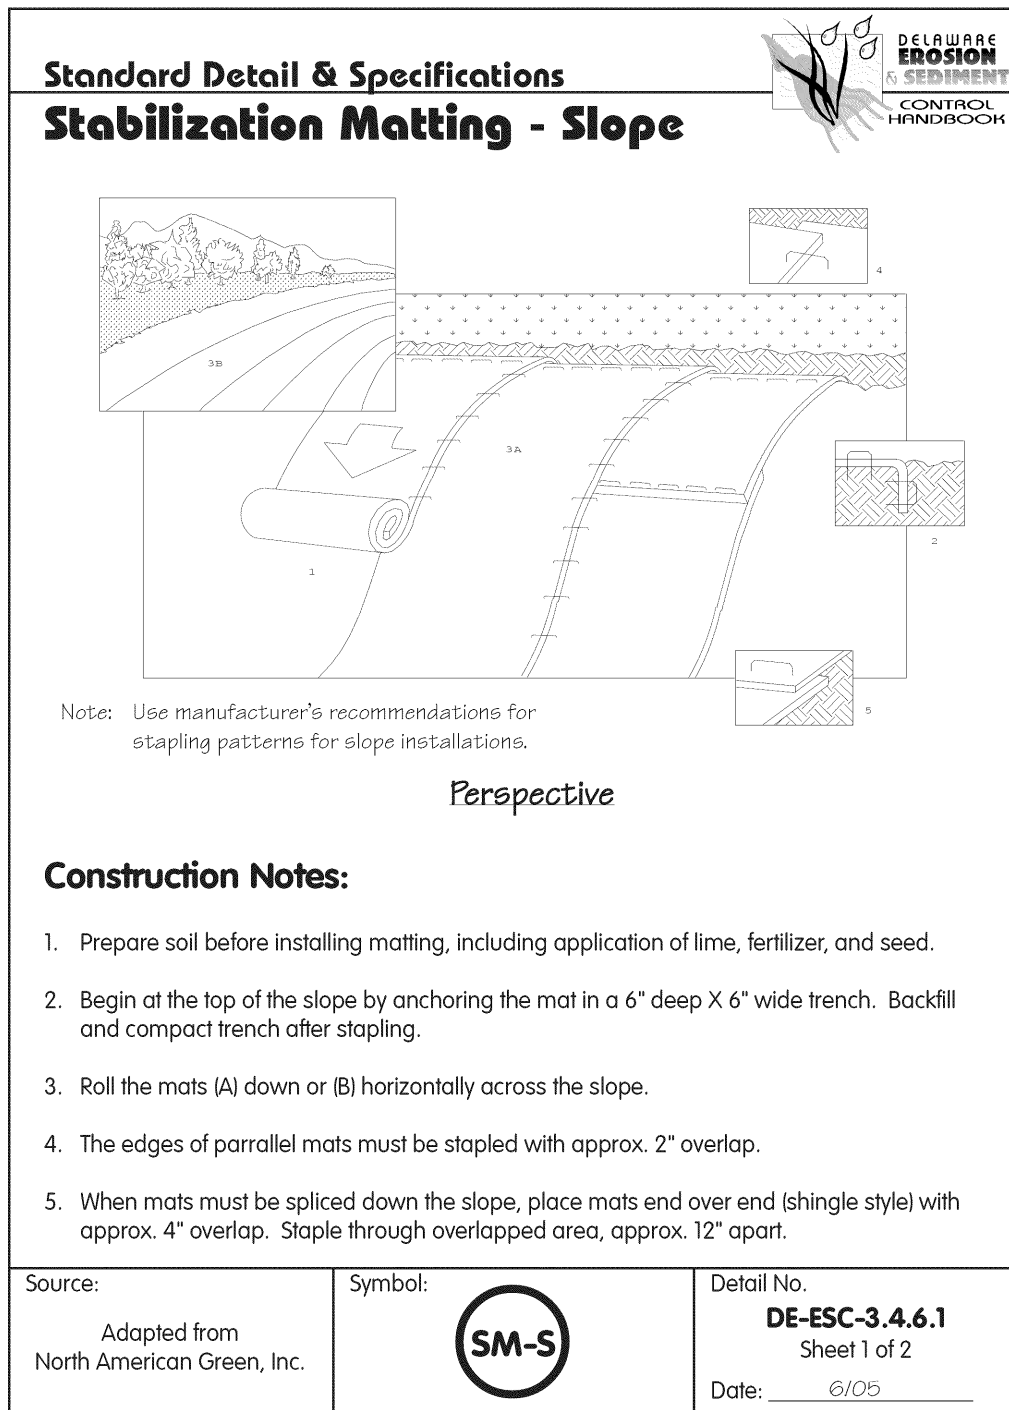 Standard Detail & Specifications
Stabilization Matting - Slope
DELAWARE
EROSION
& SEDIMENT
CONTROL
HANDBOOK
4
3B
3A
2
1
5
Note: Use manufacturer's recommendations for
stapling patterns for slope installations.
Perspective
Construction Notes:
1. Prepare soil before installing matting, including application of lime, fertilizer, and seed.
2. Begin at the top of the slope by anchoring the mat in a 6" deep X 6" wide trench. Backfill
and compact trench after stapling.
3. Roll the mats (A) down or (B) horizontally across the slope.
4. The edges of parrallel mats must be stapled with approx. 2" overlap.
5. When mats must be spliced down the slope, place mats end over end (shingle style) with
approx. 4" overlap. Staple through overlapped area, approx. 12" apart.
Source:
Adapted from
North American Green, Inc.
Symbol:
SM-S
Detail No.
DE-ESC-3.4.6.1
Sheet 1 of 2
Date: 6/05